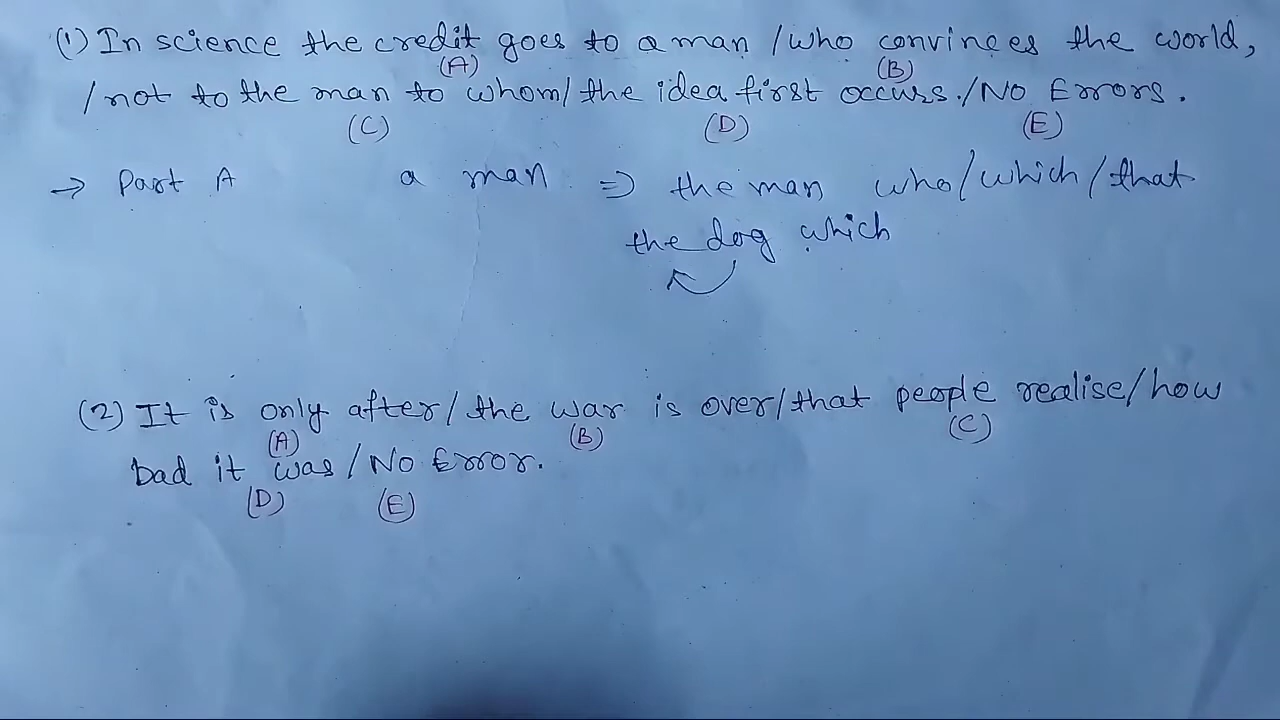 (1) In science the credit goes to a man / who convinces the world,
(A) (B)
/ not to the man to whom / the idea first occurs. / NO Errors.
(C) (D) (E)
→ Part A a man ⇒ the man who/which/that
the dog which
(2) It is only after / the war is over / that people realise / how
(A) (B) (C)
bad it was / NO Error.
(D) (E)